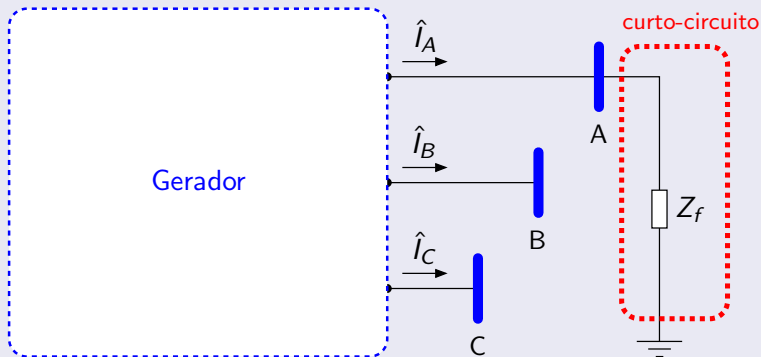 curto-circuito
Î_A
A
Î_B
Gerador
Z_f
B
Î_C
C